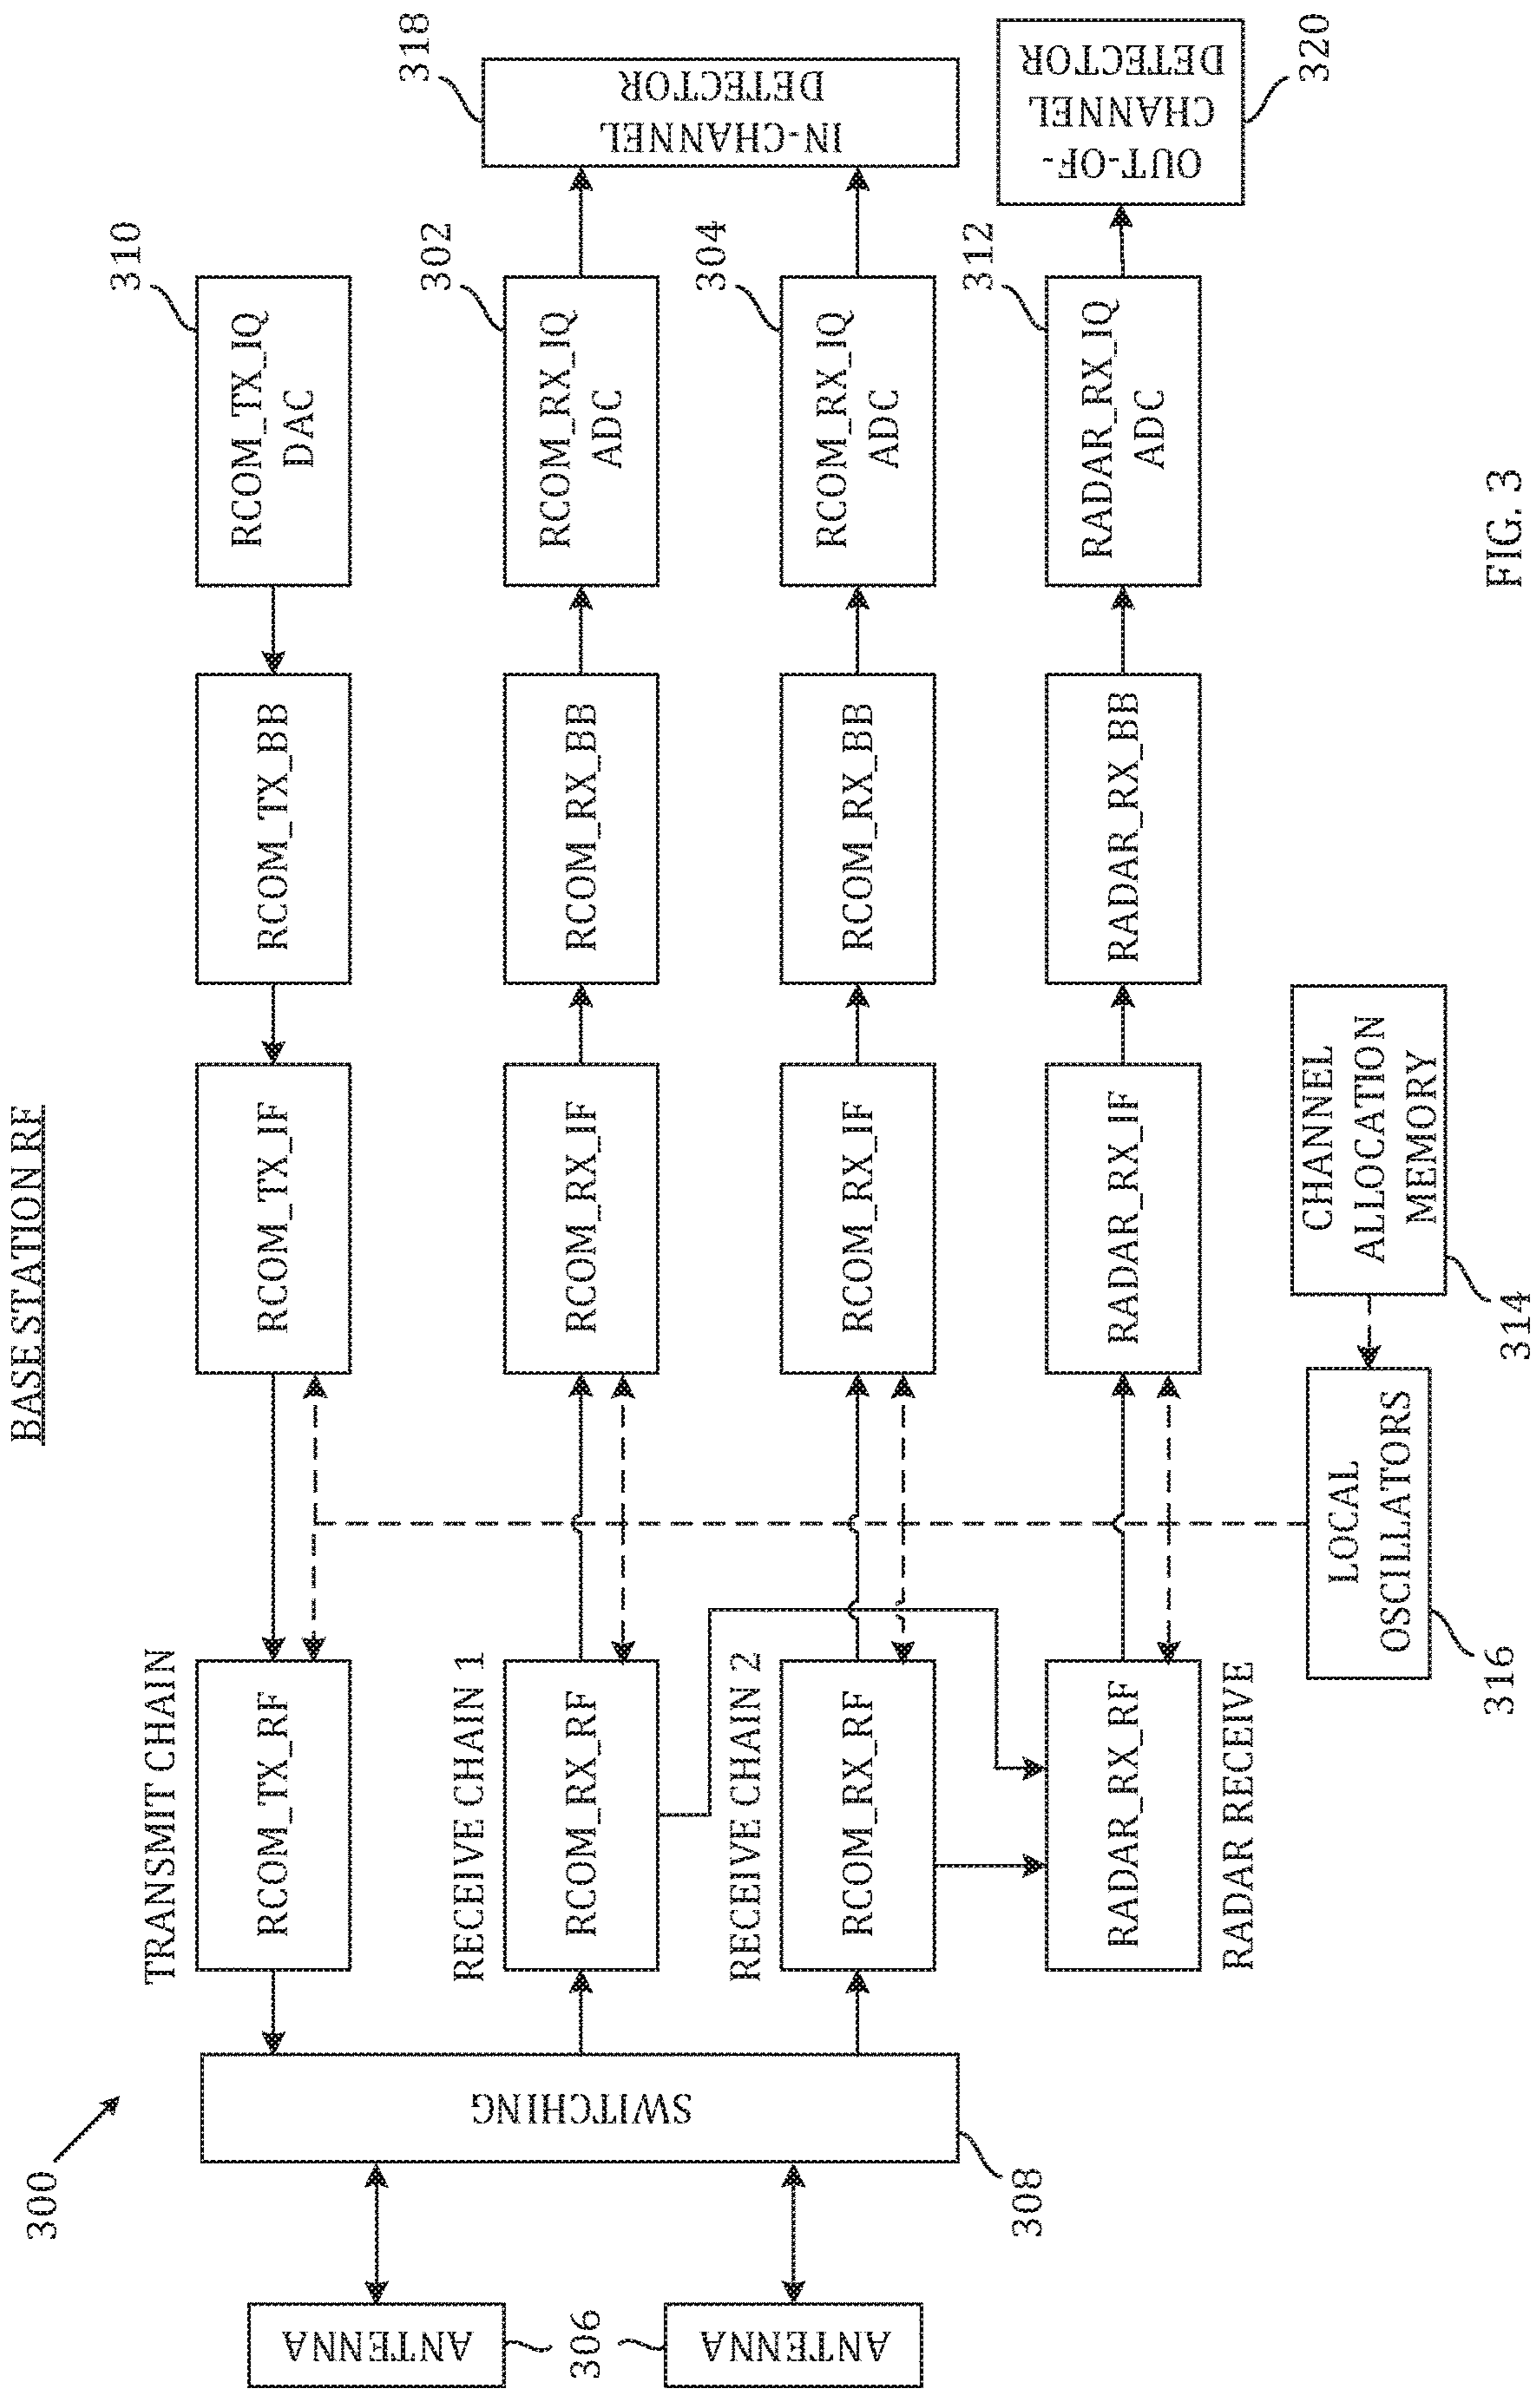 BASE STATION RF
300
ANTENNA
ANTENNA
306
SWITCHING
308
TRANSMIT CHAIN
RCOM_TX_RF
RCOM_TX_IF
RCOM_TX_BB
RCOM_TX_IQ
DAC
310
RECEIVE CHAIN 1
RCOM_RX_RF
RCOM_RX_IF
RCOM_RX_BB
RCOM_RX_IQ
ADC
302
IN-CHANNEL
DETECTOR
318
RECEIVE CHAIN 2
RCOM_RX_RF
RCOM_RX_IF
RCOM_RX_BB
RCOM_RX_IQ
ADC
304
RADAR_RX_RF
RADAR RECEIVE
RADAR_RX_IF
RADAR_RX_BB
RADAR_RX_IQ
ADC
312
OUT-OF-
CHANNEL
DETECTOR
320
LOCAL
OSCILLATORS
316
CHANNEL
ALLOCATION
MEMORY
314
FIG. 3